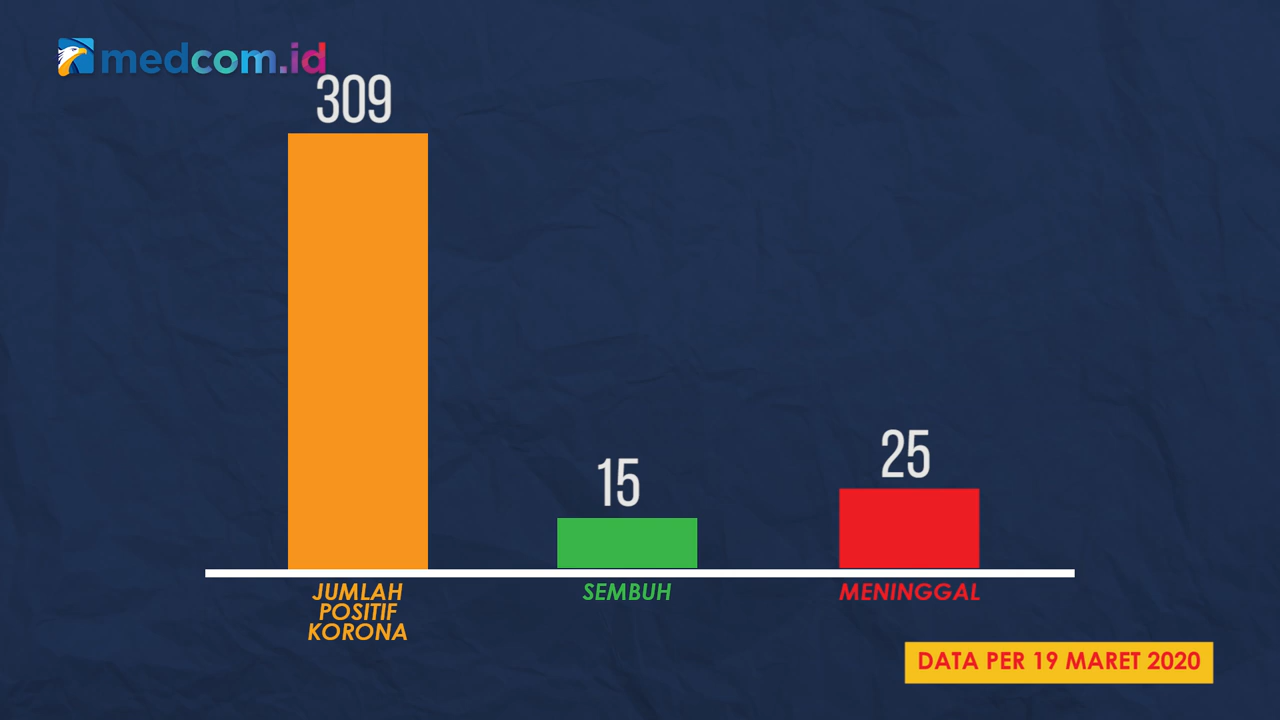 medcom.id
309
15
25
JUMLAH
POSITIF
KORONA
SEMBUH
MENINGGAL
DATA PER 19 MARET 2020